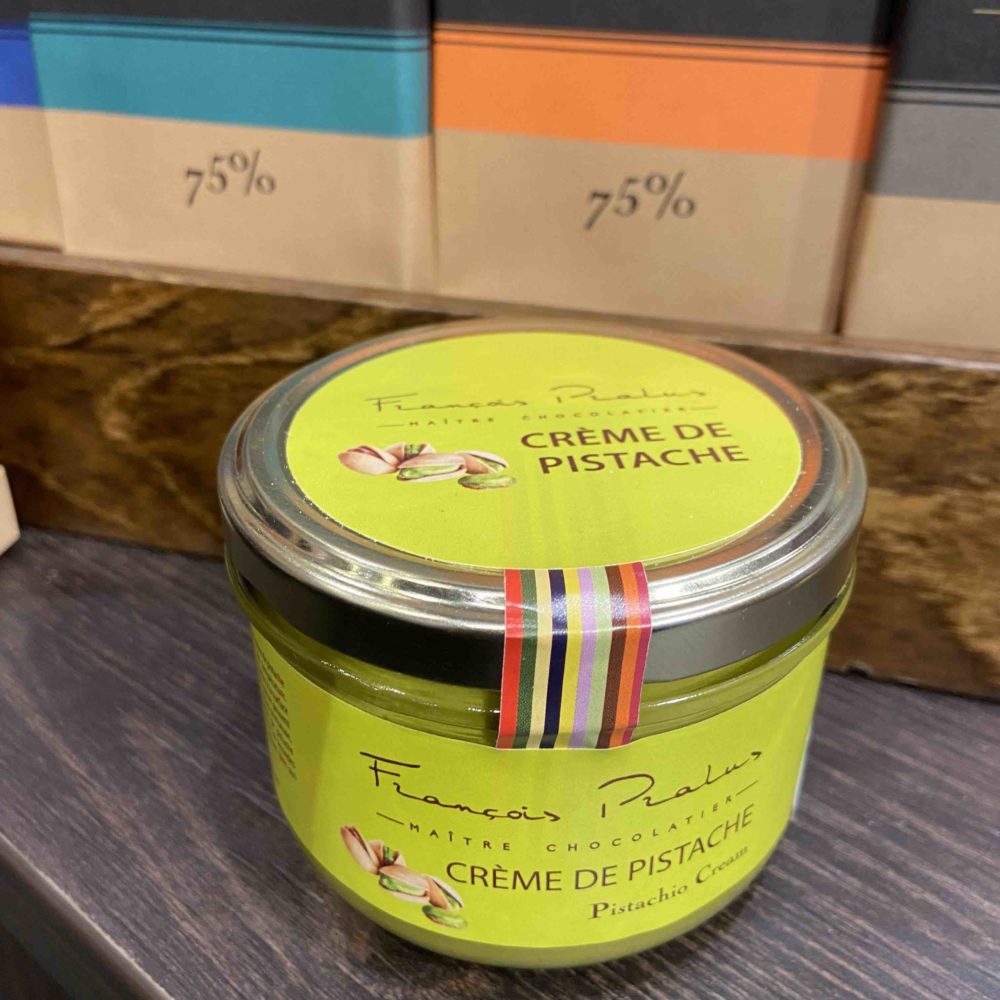 75%
75%
François Pralus
MAÎTRE CHOCOLATIER
CRÈME DE
PISTACHE
François Pralus
MAÎTRE CHOCOLATIER
CRÈME DE PISTACHE
Pistachio Cream